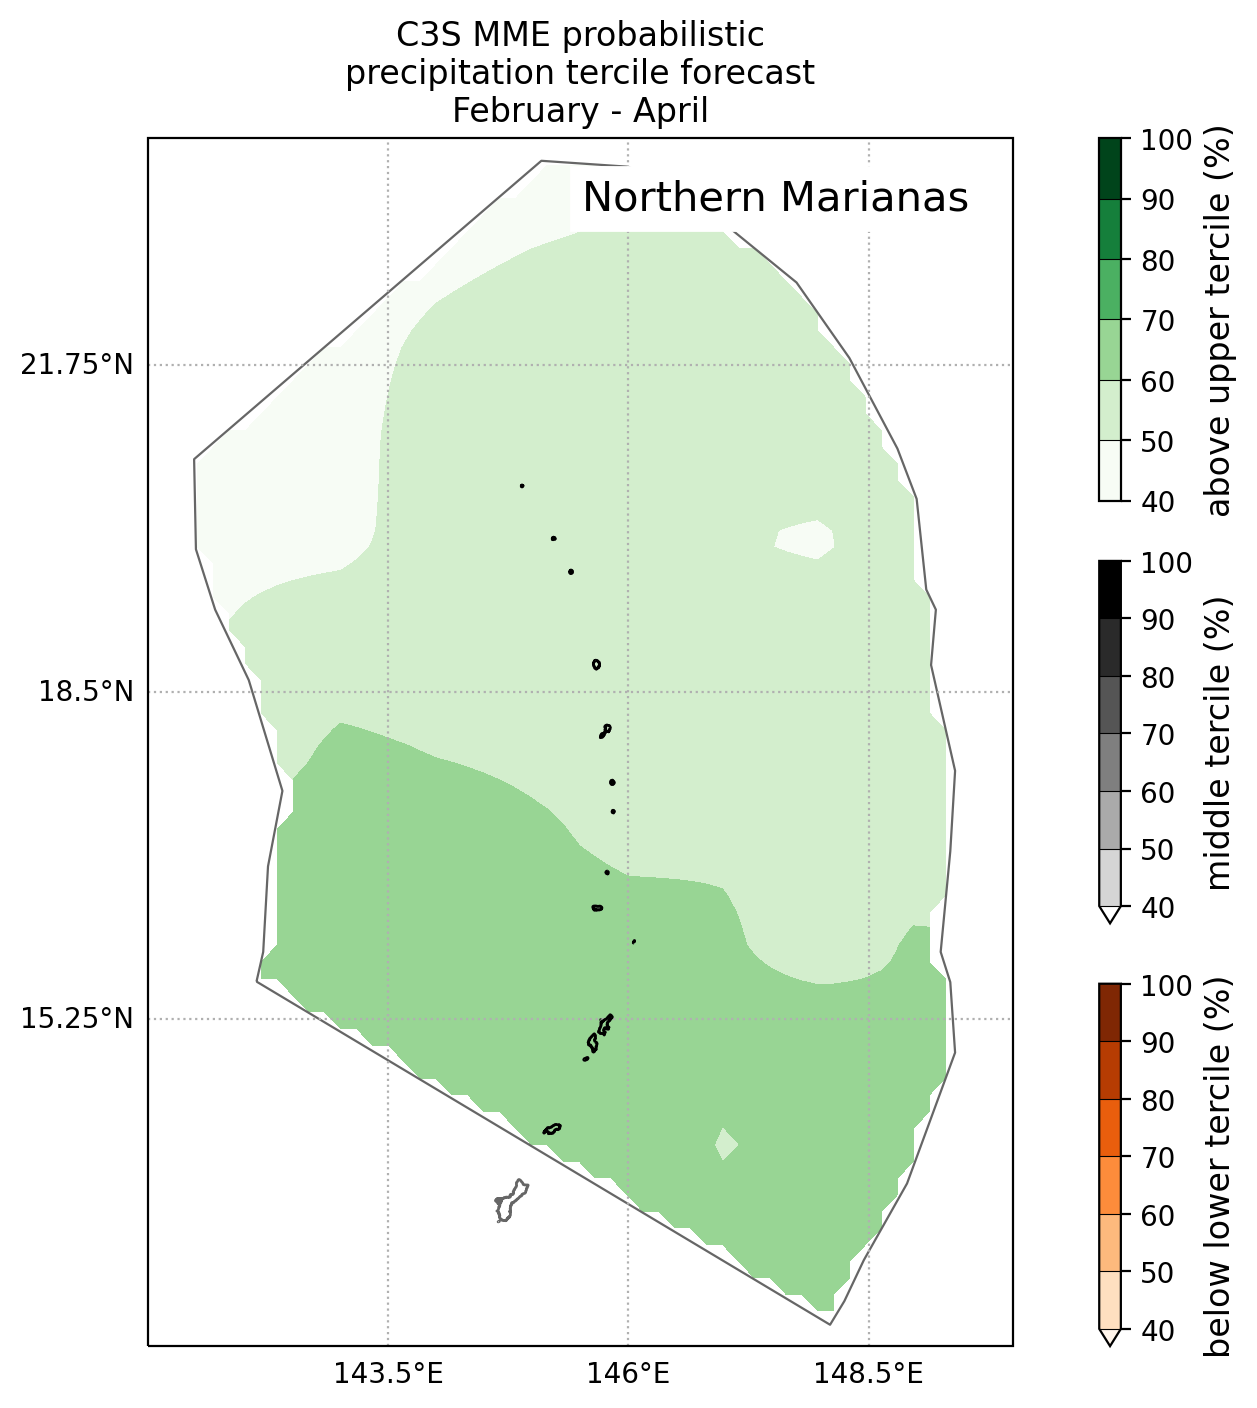 C3S MME probabilistic
precipitation tercile forecast
February - April
Northern Marianas
21.75°N
18.5°N
15.25°N
143.5°E
146°E
148.5°E
100
90
80
70
60
50
40
above upper tercile (%)
100
90
80
70
60
50
40
middle tercile (%)
100
90
80
70
60
50
40
below lower tercile (%)